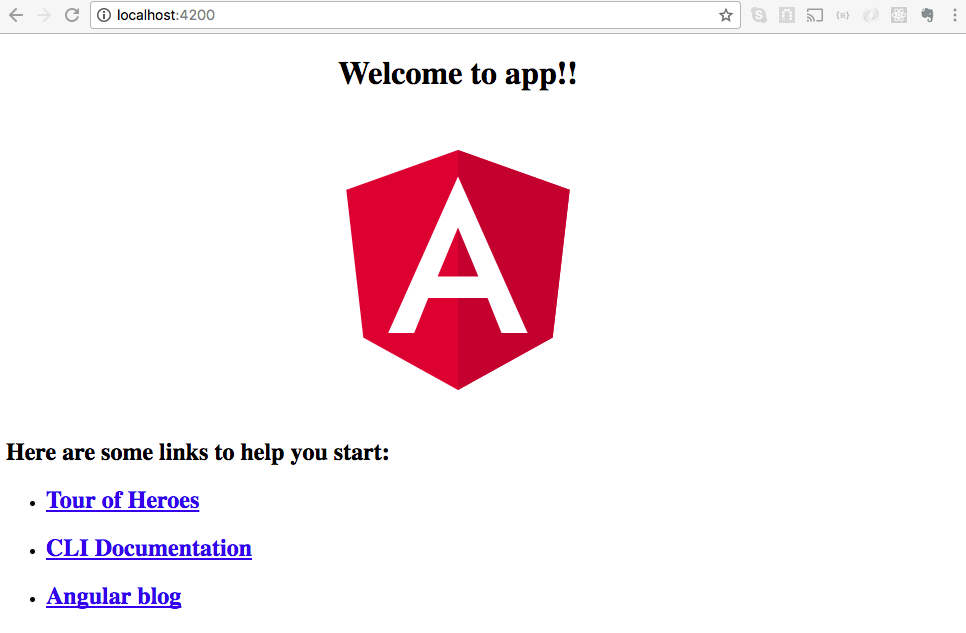 localhost:4200
Welcome to app!!
A
Here are some links to help you start:
Tour of Heroes
CLI Documentation
Angular blog